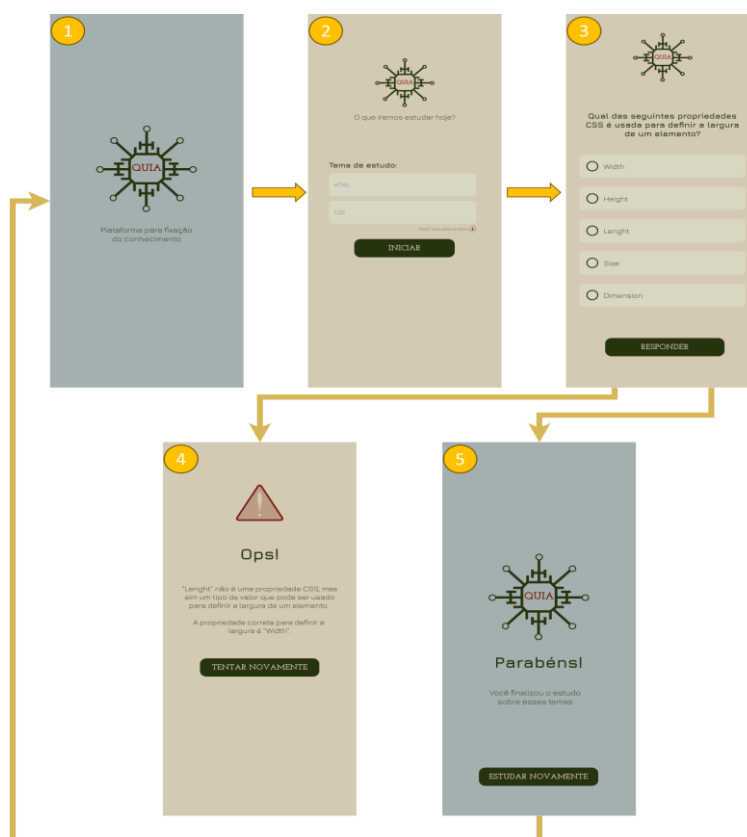 1
QUIA
Plataforma para fixação
do conhecimento
2
QUIA
O que iremos estudar hoje?
Tema de estudo:
HTML
CSS
INICIAR
3
QUIA
Qual das seguintes propriedades
CSS é usada para definir a largura
de um elemento?
Width
Height
Lenght
Size
Dimension
RESPONDER
4
Ops!
"Lenght" não é uma propriedade CSS, mas
sim um tipo de valor que pode ser usado
para definir a largura de um elemento.
A propriedade correta para definir a
largura é "Width".
TENTAR NOVAMENTE
5
QUIA
Parabéns!
Você finalizou o estudo
sobre esses temas
ESTUDAR NOVAMENTE